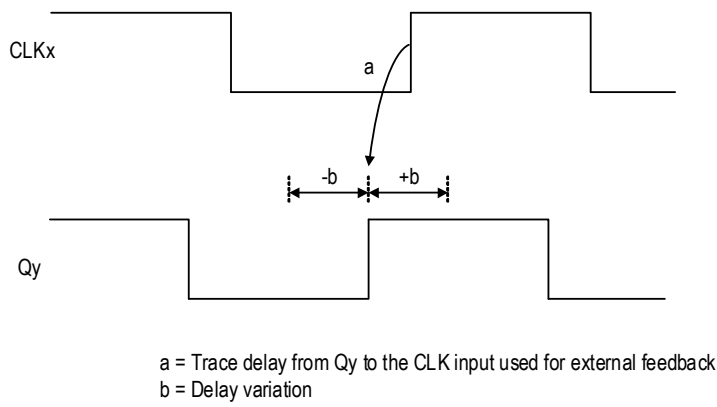 CLKx
a
-b
+b
Qy
a = Trace delay from Qy to the CLK input used for external feedback
b = Delay variation